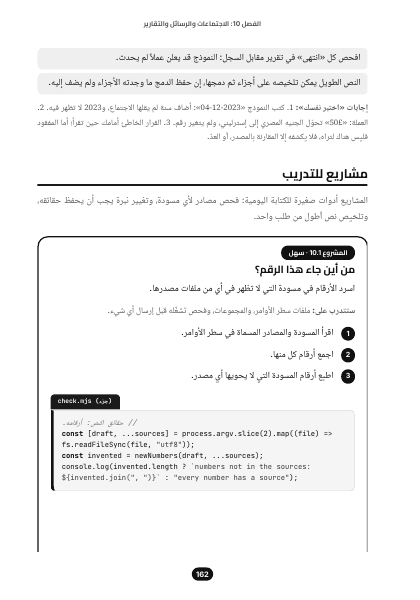 الفصل 10: الاجتماعات والرسائل والتقارير
افحص كل «انتهى» في تقرير مقابل السجل: النموذج قد يعلن عملاً لم يحدث.
النص الطويل يمكن تلخيصه على أجزاء ثم دمجها، إن حفظ الدمج ما وجدته الأجزاء ولم يضف إليه.
إجابات «اختبر نفسك»: 1. كتب النموذج «2023-12-04»: أضاف سنة لم يقلها الاجتماع، و2023 لا تظهر فيه. 2.
العملة: «£50» تحوّل الجنيه المصري إلى إسترليني، ولم يتغير رقم. 3. القرار الخاطئ أمامك حين تقرأ؛ أما المفقود
فليس هناك لتراه، فلا يكشفه إلا المقارنة بالمصدر، أو العدّ.
مشاريع للتدريب
المشاريع أدوات صغيرة للكتابة اليومية: فحص مصادر لأي مسودة، وتغيير نبرة يجب أن يحفظ حقائقه،
وتلخيص نص أطول من طلب واحد.
المشروع 10.1 · سهل
من أين جاء هذا الرقم؟
اسرد الأرقام في مسودة التي لا تظهر في أي من ملفات مصدرها.
ستتدرب على: ملفات سطر الأوامر، والمجموعات، وفحص تشغّله قبل إرسال أي شيء.
1 اقرأ المسودة والمصادر المسماة في سطر الأوامر.
2 اجمع أرقام كل منها.
3 اطبع أرقام المسودة التي لا يحويها أي مصدر.
check.mjs (جزء)
// حقائق النص: أرقامه.
const [draft, ...sources] = process.argv.slice(2).map((file) =>
fs.readFileSync(file, "utf8"));
const invented = newNumbers(draft, ...sources);
console.log(invented.length ? `numbers not in the sources:
${invented.join(", ")}` : "every number has a source");
162